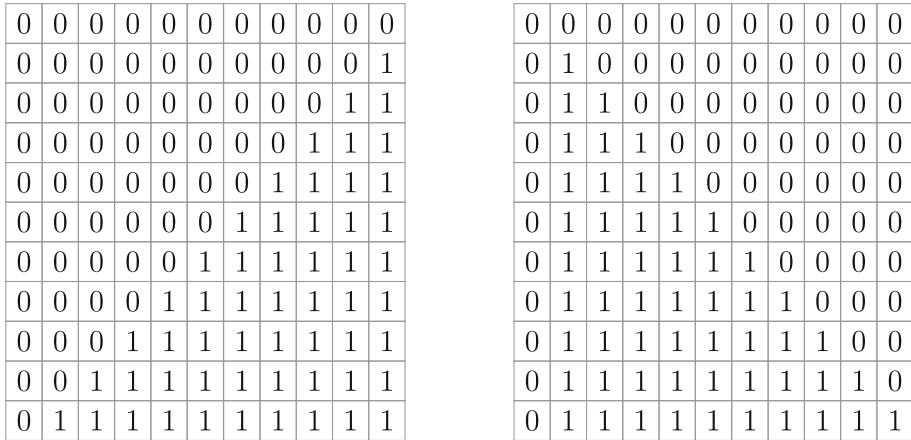 0 0 0 0 0 0 0 0 0 0 0 0 0 0 0 0 0 0 0 0 0 0
0 0 0 0 0 0 0 0 0 0 1 0 1 0 0 0 0 0 0 0 0 0
0 0 0 0 0 0 0 0 0 1 1 0 1 1 0 0 0 0 0 0 0 0
0 0 0 0 0 0 0 0 1 1 1 0 1 1 1 0 0 0 0 0 0 0
0 0 0 0 0 0 0 1 1 1 1 0 1 1 1 1 0 0 0 0 0 0
0 0 0 0 0 0 1 1 1 1 1 0 1 1 1 1 1 0 0 0 0 0
0 0 0 0 0 1 1 1 1 1 1 0 1 1 1 1 1 1 0 0 0 0
0 0 0 0 1 1 1 1 1 1 1 0 1 1 1 1 1 1 1 0 0 0
0 0 0 1 1 1 1 1 1 1 1 0 1 1 1 1 1 1 1 1 0 0
0 0 1 1 1 1 1 1 1 1 1 0 1 1 1 1 1 1 1 1 1 0
0 1 1 1 1 1 1 1 1 1 1 0 1 1 1 1 1 1 1 1 1 1